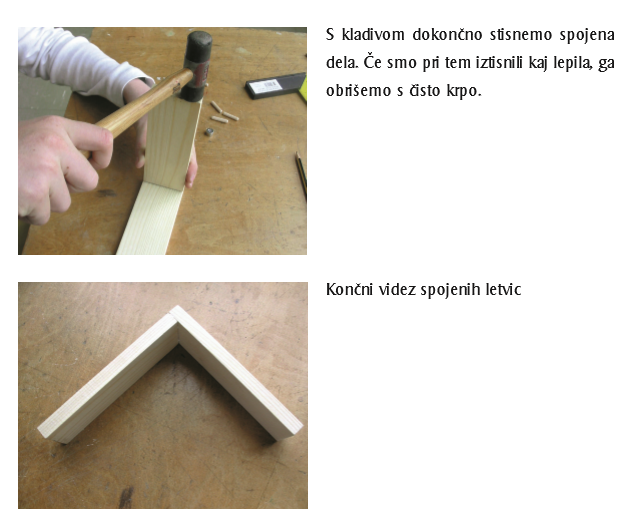 S kladivom dokončno stisnemo spojena
dela. Če smo pri tem iztisnili kaj lepila, ga
obrišemo s čisto krpo.
Končni videz spojenih letvic